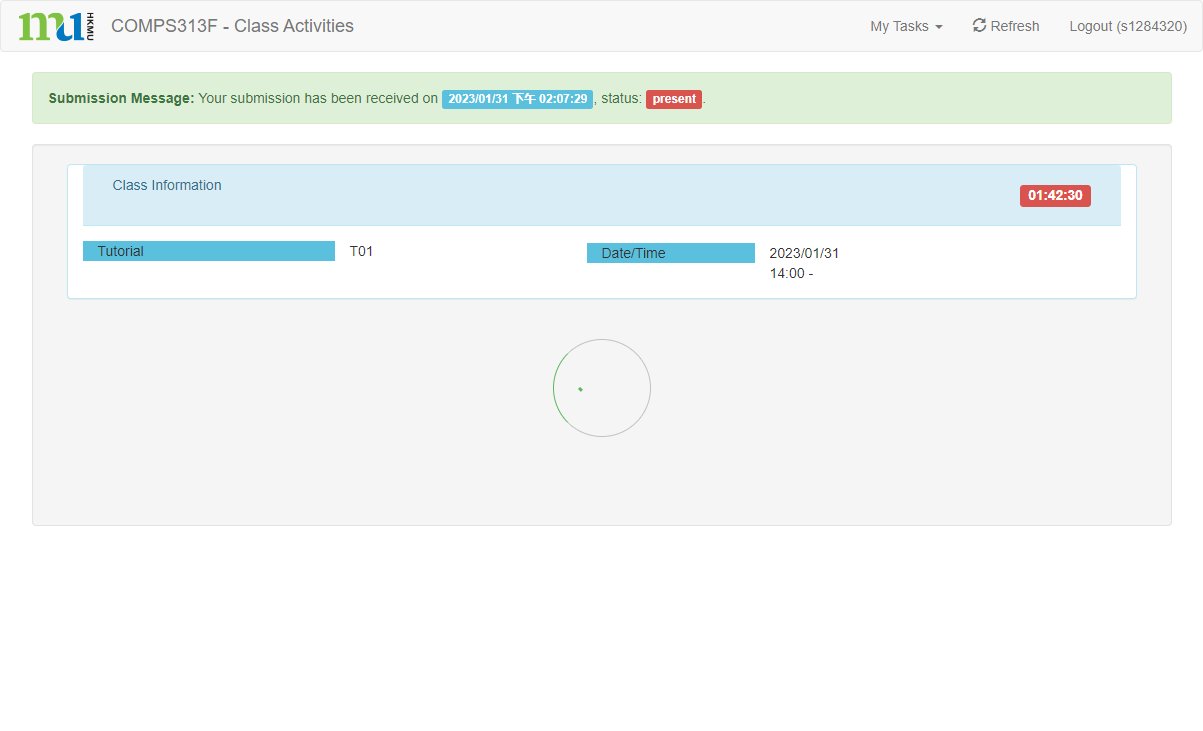 mu HKMU COMPS313F - Class Activities My Tasks Refresh Logout (s1284320)
Submission Message: Your submission has been received on 2023/01/31 下午 02:07:29, status: present.
Class Information 01:42:30
Tutorial T01 Date/Time 2023/01/31
14:00 -